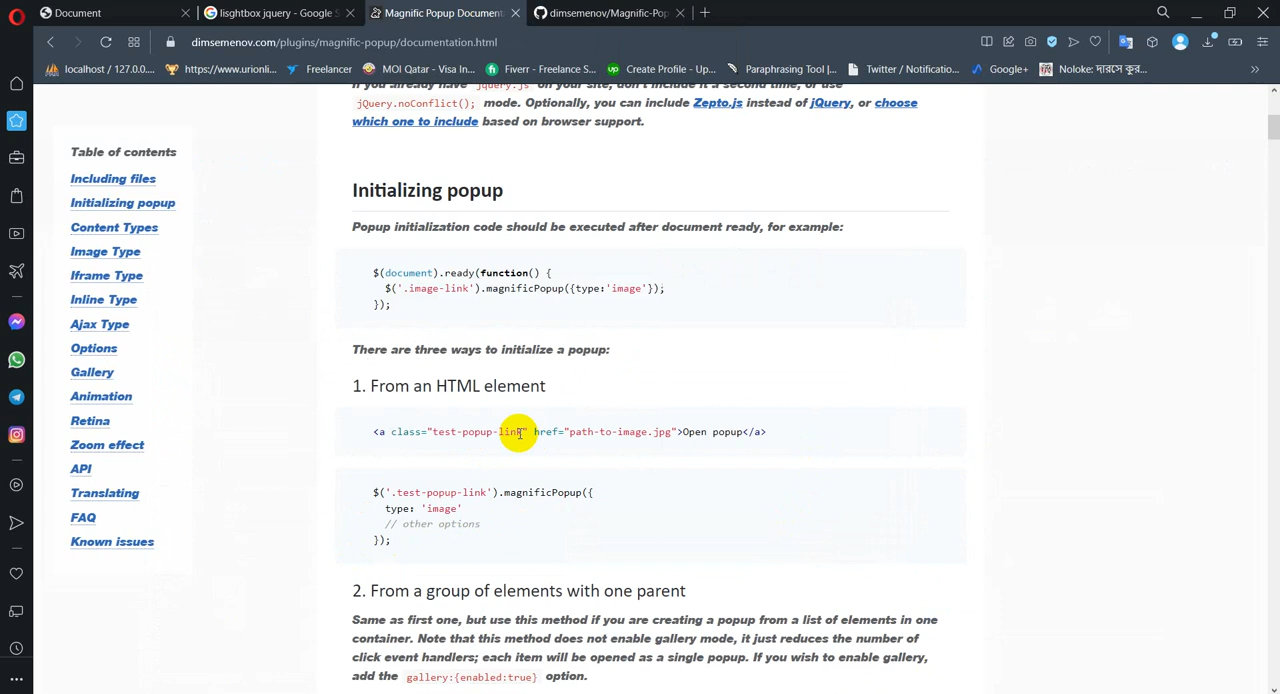 Document
lisghtbox jquery - Google S
Magnific Popup Document
dimsemenov/Magnific-Pop
dimsemenov.com/plugins/magnific-popup/documentation.html
localhost / 127.0.0....
https://www.urionli...
Freelancer
MOI Qatar - Visa In...
Fiverr - Freelance S...
Create Profile - Up...
Paraphrasing Tool |...
Twitter / Notificatio...
Google+
Noloke: দারসে কুর...
If you already have jquery.js on your site, don't include it a second time, or use
jQuery.noConflict(); mode. Optionally, you can include Zepto.js instead of jQuery, or choose
which one to include based on browser support.
Table of contents
Including files
Initializing popup
Content Types
Image Type
Iframe Type
Inline Type
Ajax Type
Options
Gallery
Animation
Retina
Zoom effect
API
Translating
FAQ
Known issues
Initializing popup
Popup initialization code should be executed after document ready, for example:
$(document).ready(function() {
$('.image-link').magnificPopup({type:'image'});
});
There are three ways to initialize a popup:
1. From an HTML element
<a class="test-popup-link" href="path-to-image.jpg">Open popup</a>
$('.test-popup-link').magnificPopup({
type: 'image'
// other options
});
2. From a group of elements with one parent
Same as first one, but use this method if you are creating a popup from a list of elements in one
container. Note that this method does not enable gallery mode, it just reduces the number of
click event handlers; each item will be opened as a single popup. If you wish to enable gallery,
add the gallery:{enabled:true} option.